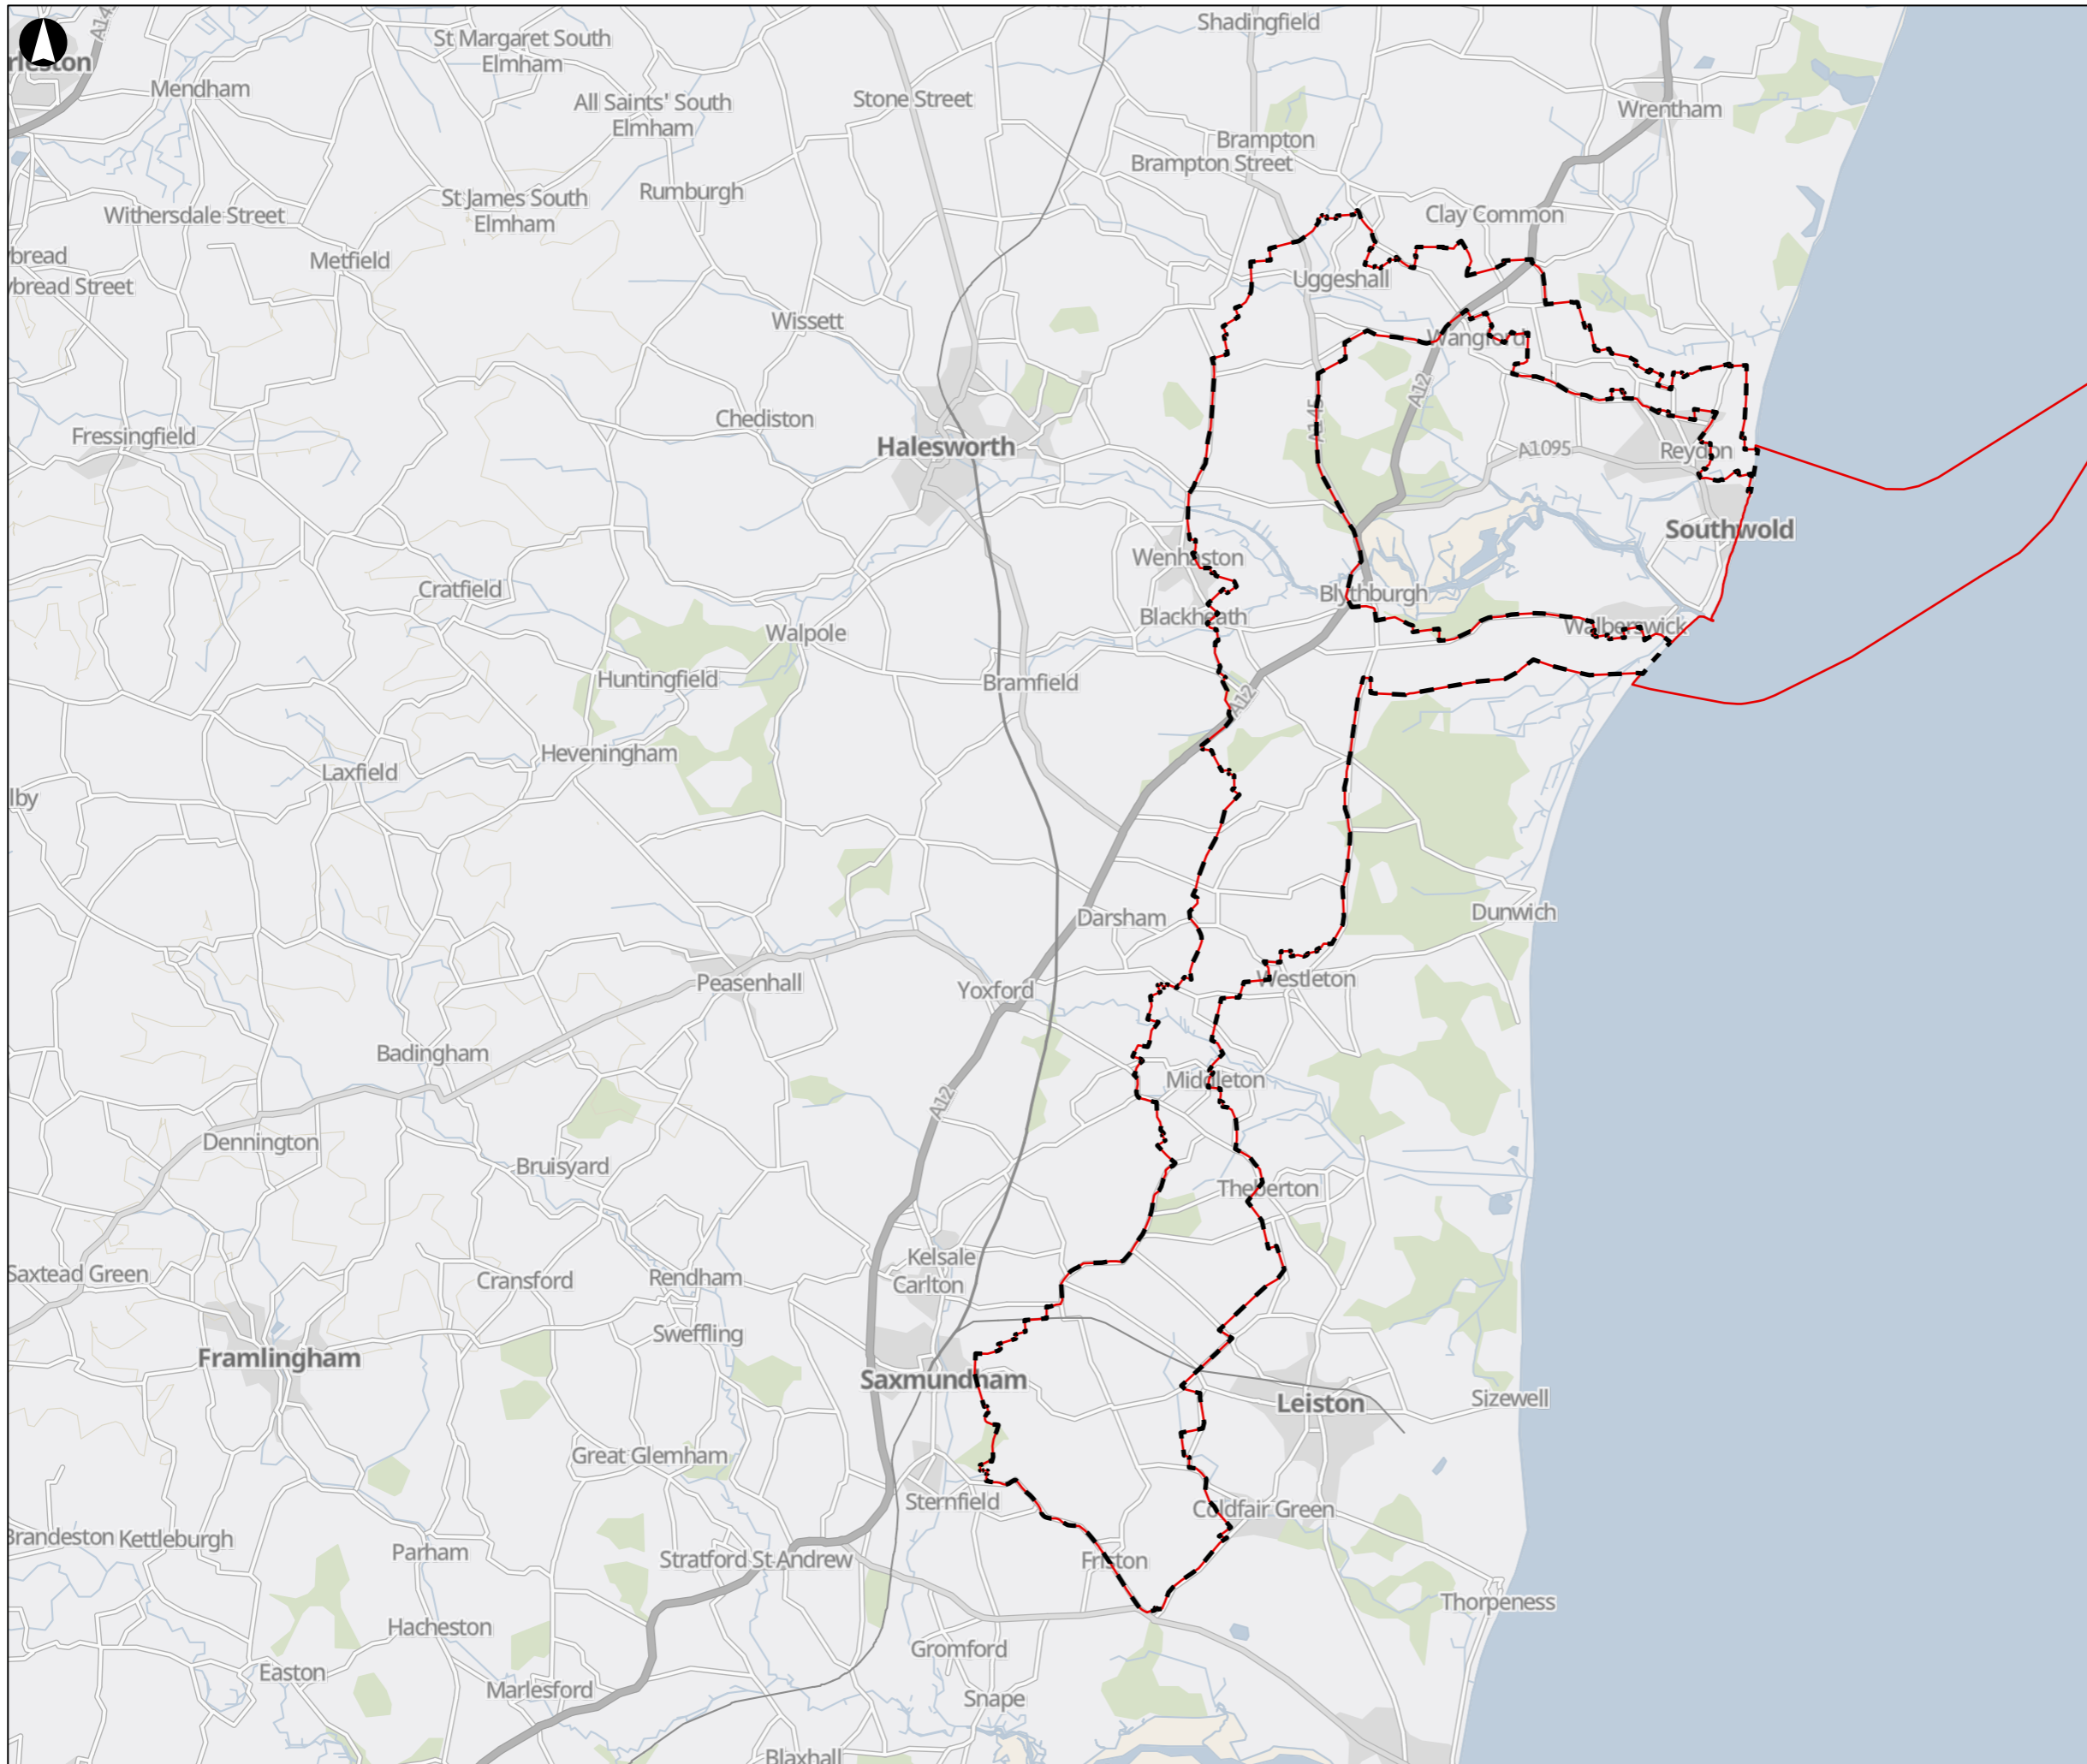 A145
Shadingfield
St Margaret South
Elmham
Mendham
Stone Street
All Saints' South
Elmham
Wrentham
Brampton
Brampton Street
Rumburgh
St James South
Elmham
Withersdale Street
Clay Common
Metfield
Uggeshall
Wissett
Wangford
A12
Chediston
A145
Fressingfield
Halesworth
A1095
Reydon
Southwold
Wenhaston
Cratfield
Blythburgh
Blackheath
Walberswick
Walpole
Huntingfield
Bramfield
A12
Heveningham
Laxfield
Dunwich
Darsham
Peasenhall
Yoxford
Westleton
Badingham
Middleton
A12
Dennington
Bruisyard
Theberton
Kelsale
Carlton
Saxtead Green
Cransford
Rendham
Sweffling
Framlingham
Saxmundham
Leiston
Sizewell
Great Glemham
Sternfield
Coldfair Green
Brandeston
Kettleburgh
Parham
Stratford St Andrew
Friston
Thorpeness
Hacheston
Gromford
Easton
Marlesford
Snape
Blaxhall